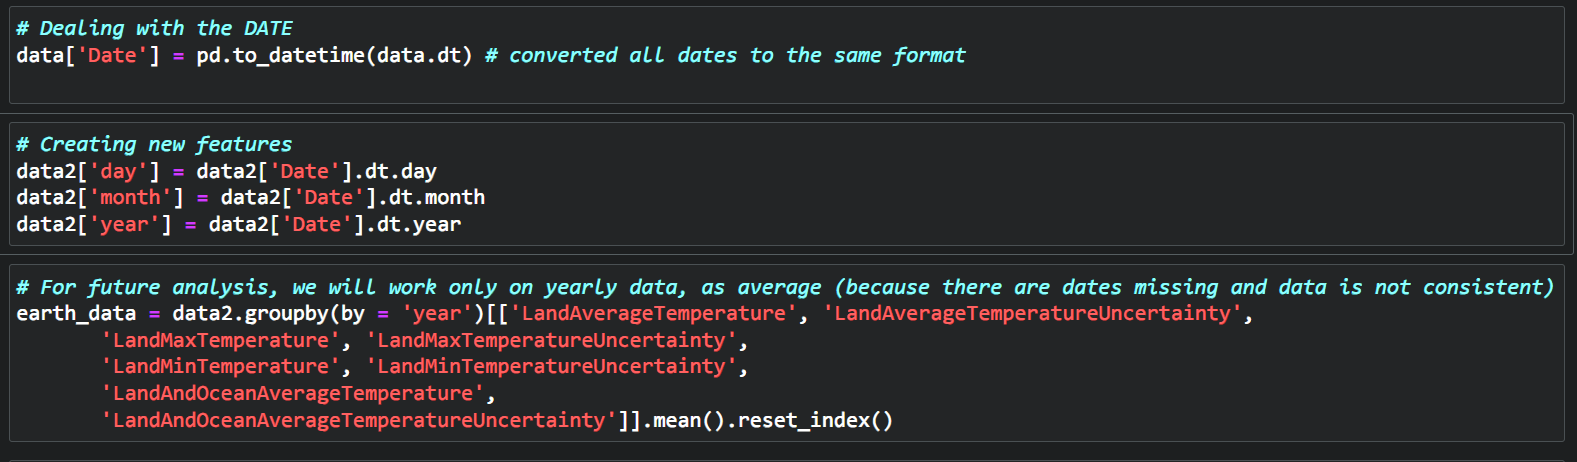 # Dealing with the DATE
data['Date'] = pd.to_datetime(data.dt) # converted all dates to the same format
# Creating new features
data2['day'] = data2['Date'].dt.day
data2['month'] = data2['Date'].dt.month
data2['year'] = data2['Date'].dt.year
# For future analysis, we will work only on yearly data, as average (because there are dates missing and data is not consistent)
earth_data = data2.groupby(by = 'year')[['LandAverageTemperature', 'LandAverageTemperatureUncertainty',
'LandMaxTemperature', 'LandMaxTemperatureUncertainty',
'LandMinTemperature', 'LandMinTemperatureUncertainty',
'LandAndOceanAverageTemperature',
'LandAndOceanAverageTemperatureUncertainty']].mean().reset_index()